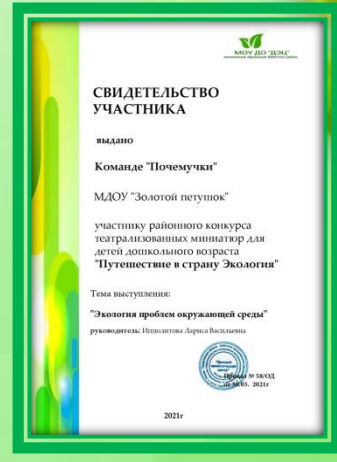 МОУ ДО "ДЭЦ"
СВИДЕТЕЛЬСТВО
УЧАСТНИКА
выдано
Команде "Почемучки"
МДОУ "Золотой петушок"
участнику районного конкурса
театрализованных миниатюр для
детей дошкольного возраста
"Путешествие в страну Экология"
Тема выступления:
"Экология проблем окружающей среды"
руководитель: Ипполитова Лариса Васильевна
Приказ № 58/ОД
2021г
2021г